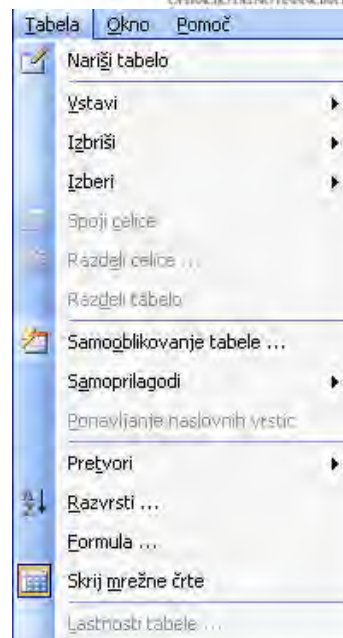 Tabela Okno Pomoč
Nariši tabelo
Vstavi
Izbriši
Izberi
Spoji celice
Razdeli celice ...
Razdeli tabelo
Samooblikovanje tabele ...
Samoprilagodi
Ponavljanje naslovnih vrstic
Pretvori
Razvrsti ...
Formula ...
Skrij mrežne črte
Lastnosti tabele ...